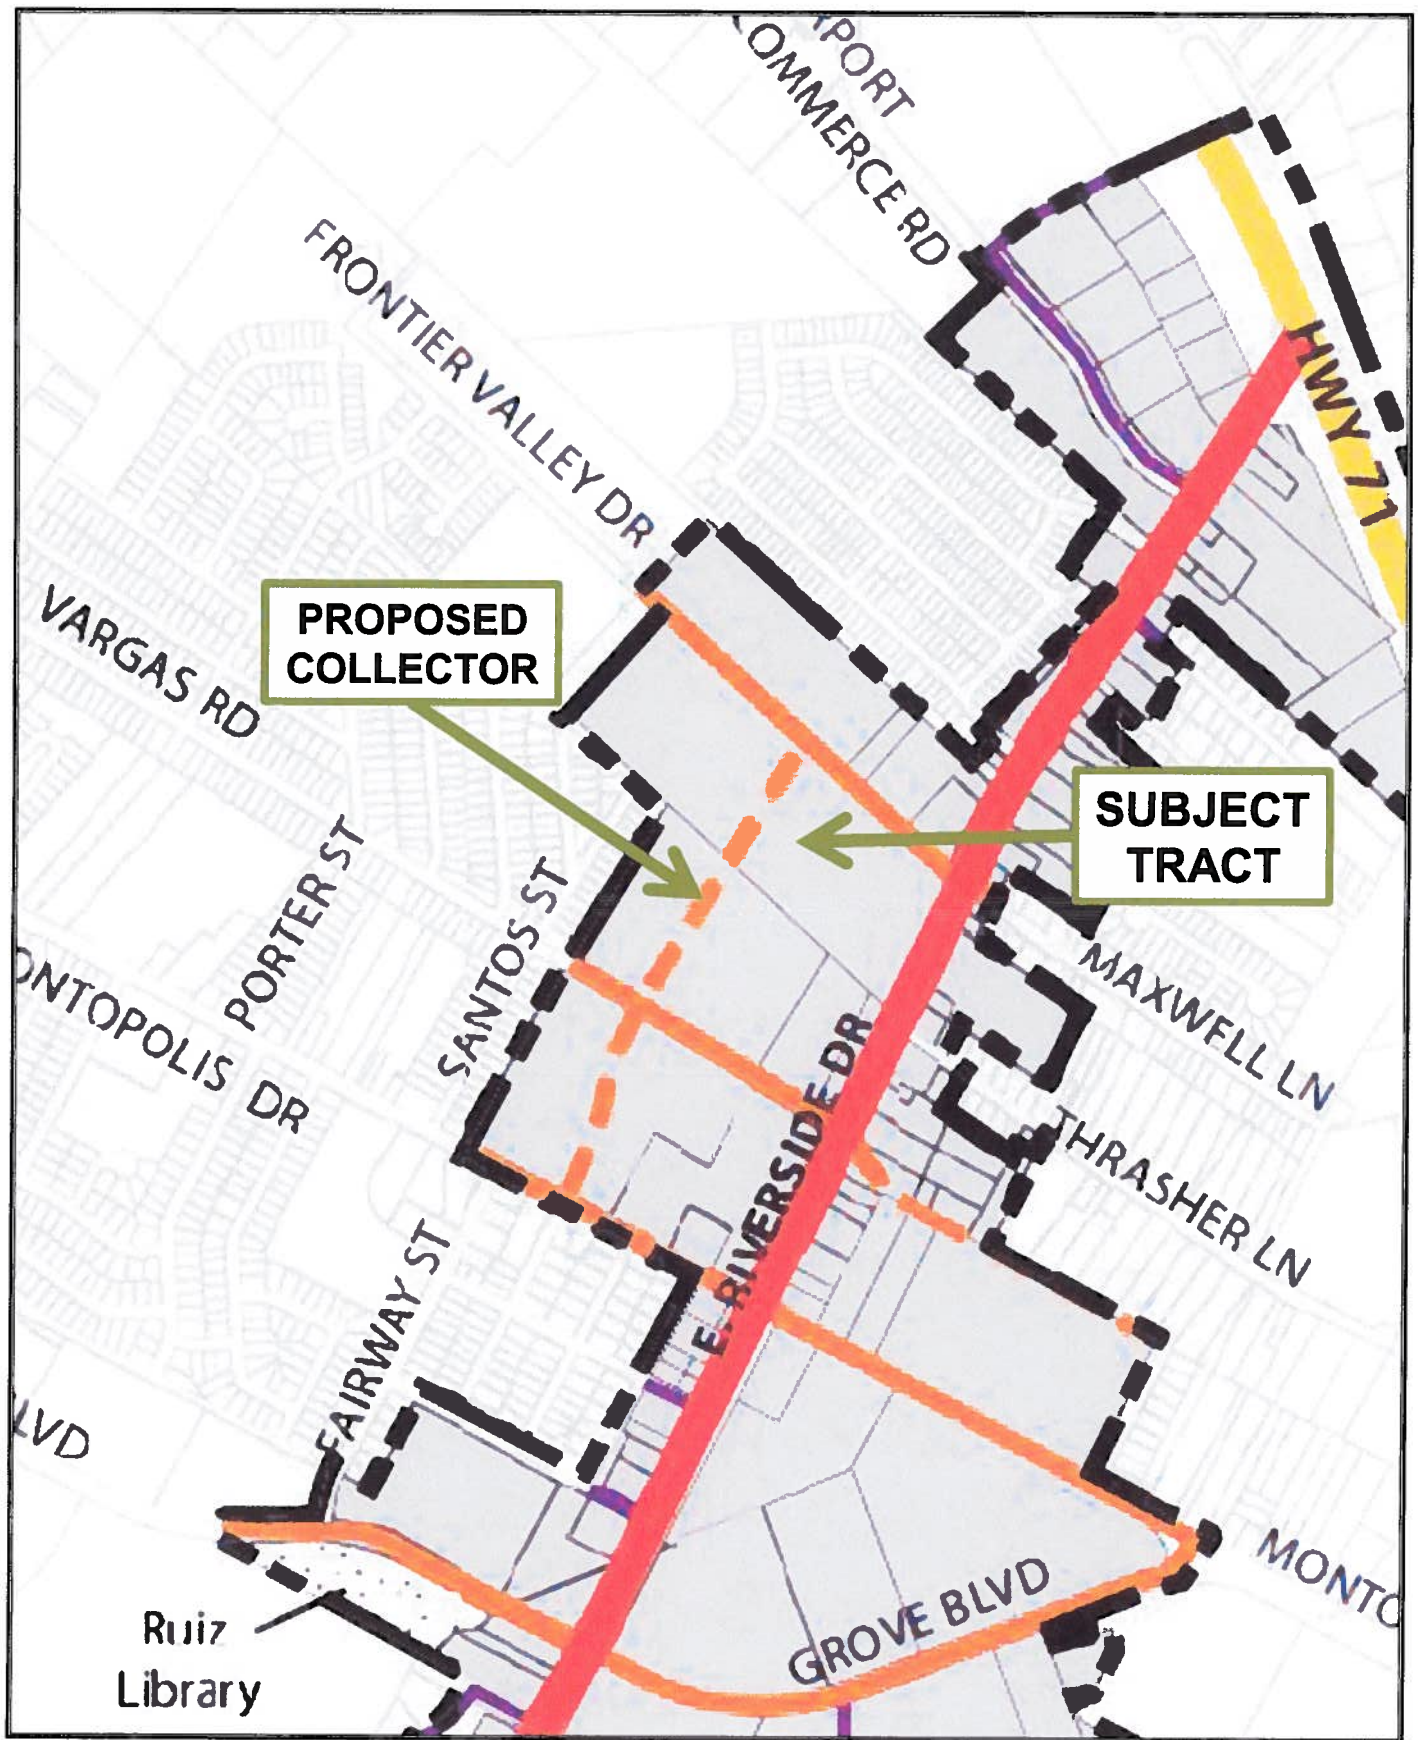 RPORT
COMMERCE RD
FRONTIER VALLEY DR
HWY 71
VARGAS RD
PROPOSED
COLLECTOR
SUBJECT
TRACT
PORTER ST
SANTOS ST
MAXWELL LN
ONTOPOLIS DR
E. RIVERSIDE DR
THRASHER LN
FAIRWAY ST
LVD
MONTO
GROVE BLVD
Ruiz
Library